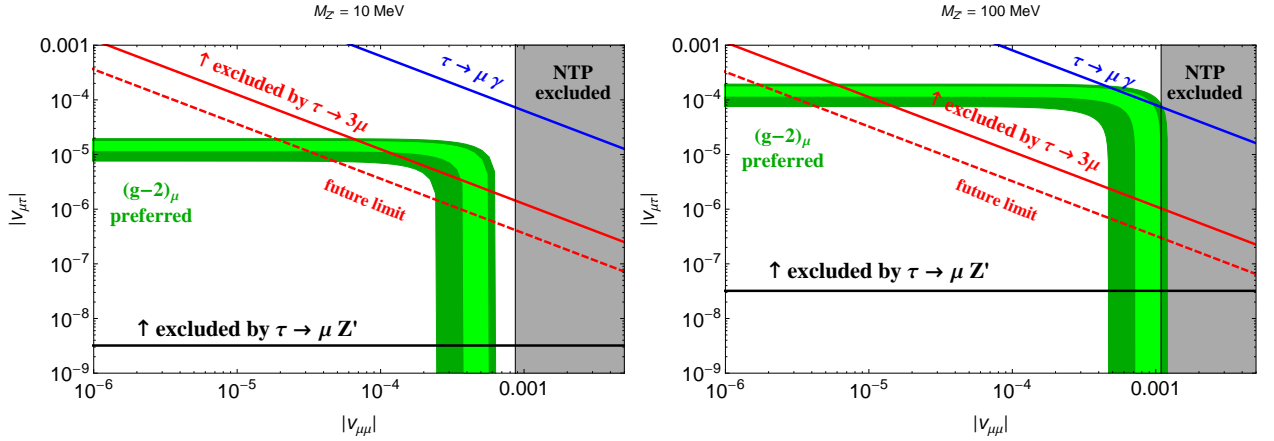 M_Z' = 10 MeV
0.001
10^-4
10^-5
10^-6
10^-7
10^-8
10^-9
|v_μτ|
↑ excluded by τ → 3μ
τ → μ γ
NTP
excluded
(g−2)_μ
preferred
future limit
↑ excluded by τ → μ Z'
10^-6
10^-5
10^-4
0.001
|v_μμ|
M_Z' = 100 MeV
0.001
10^-4
10^-5
10^-6
10^-7
10^-8
10^-9
|v_μτ|
τ → μ γ
NTP
excluded
↑ excluded by τ → 3μ
(g−2)_μ
preferred
future limit
↑ excluded by τ → μ Z'
10^-6
10^-5
10^-4
0.001
|v_μμ|